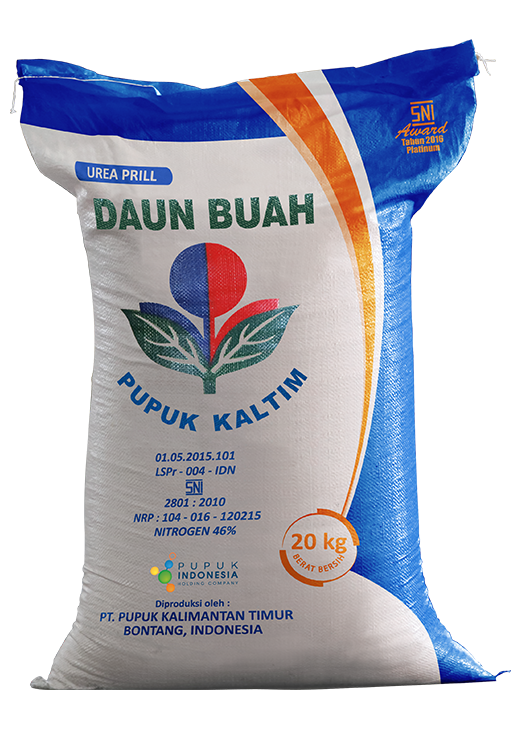 SNI
Award
Tahun 2016
Platinum
UREA PRILL
DAUN BUAH
PUPUK KALTIM
01.05.2015.101
LSPr - 004 - IDN
SNI
2801 : 2010
NRP : 104 - 016 - 120215
NITROGEN 46%
20 kg
BERAT BERSIH
PUPUK
INDONESIA
HOLDING COMPANY
Diproduksi oleh :
PT. PUPUK KALIMANTAN TIMUR
BONTANG, INDONESIA